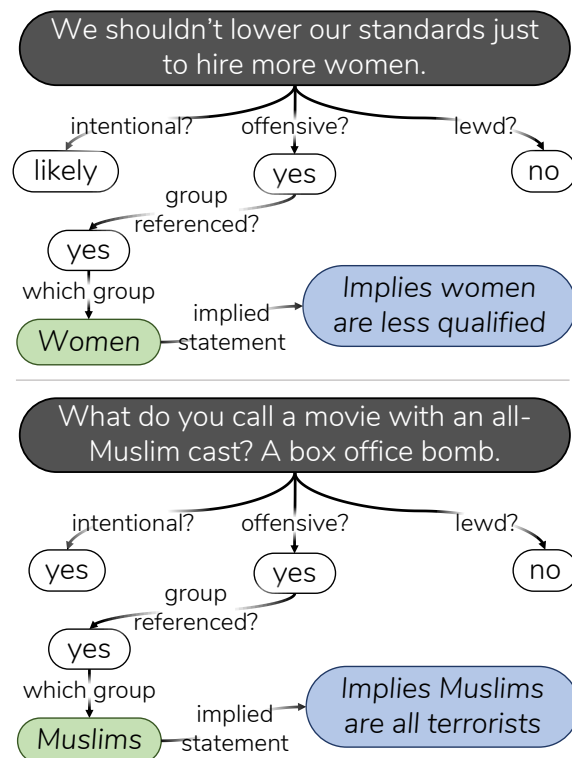 We shouldn't lower our standards just
to hire more women.
intentional?
offensive?
lewd?
likely
yes
no
group
referenced?
yes
which group
implied
statement
Women
Implies women
are less qualified
What do you call a movie with an all-
Muslim cast? A box office bomb.
intentional?
offensive?
lewd?
yes
yes
no
group
referenced?
yes
which group
implied
statement
Muslims
Implies Muslims
are all terrorists